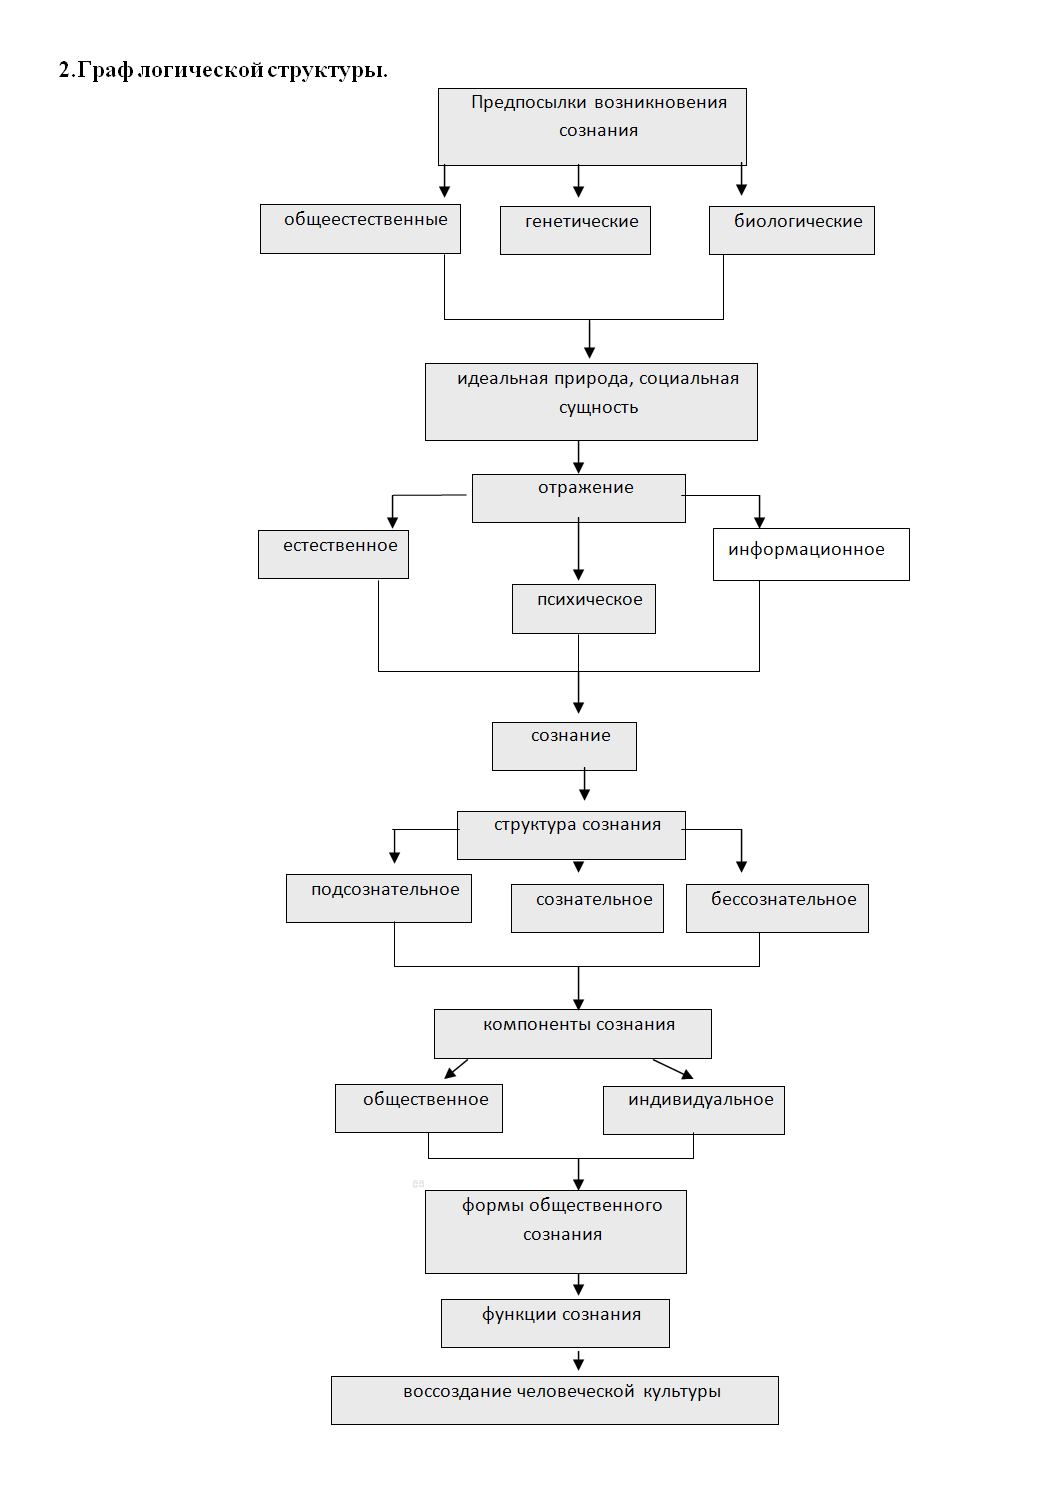 2.Граф логической структуры.
Предпосылки возникновения
сознания
общеестественные
генетические
биологические
идеальная природа, социальная
сущность
отражение
естественное
информационное
психическое
сознание
структура сознания
подсознательное
сознательное
бессознательное
компоненты сознания
общественное
индивидуальное
формы общественного
сознания
функции сознания
воссоздание человеческой культуры